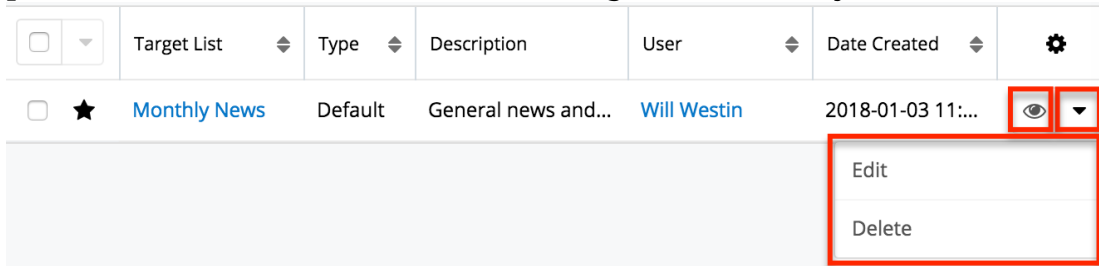 Target List Type Description User Date Created
Monthly News Default General news and... Will Westin 2018-01-03 11:...
Edit
Delete